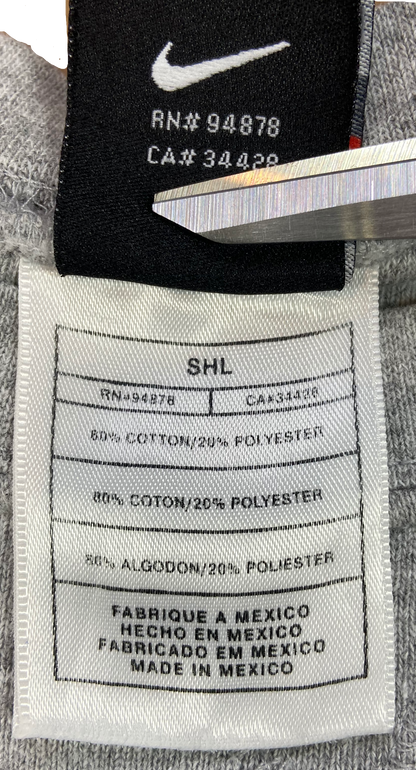 RN# 94878
CA# 34428
SHL
RN#94878 CA#34428
80% COTTON/20% POLYESTER
80% COTON/20% POLYESTER
80% ALGODON/20% POLIESTER
FABRIQUE A MEXICO
HECHO EN MEXICO
FABRICADO EM MEXICO
MADE IN MEXICO